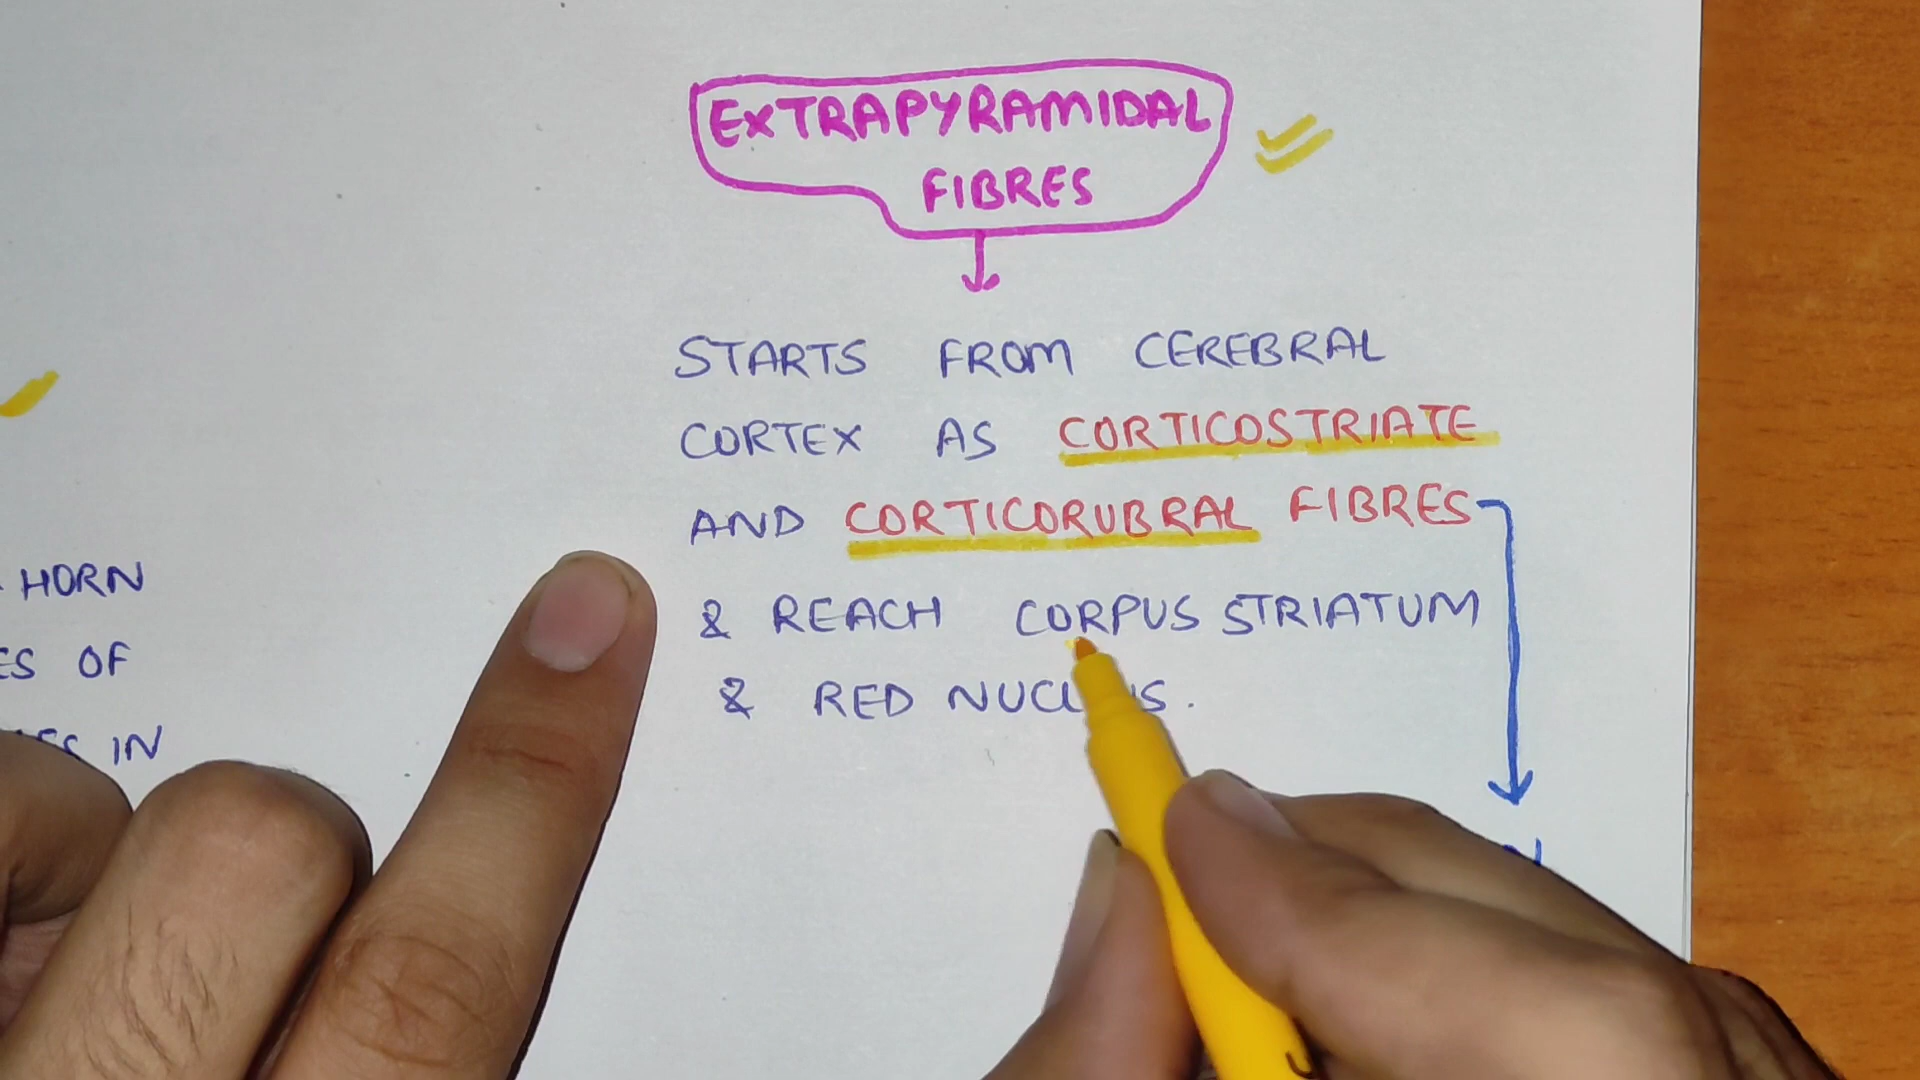 EXTRAPYRAMIDAL
FIBRES
STARTS FROM CEREBRAL
CORTEX AS CORTICOSTRIATE
AND CORTICORUBRAL FIBRES
& REACH CORPUS STRIATUM
& RED
HORN
OF
IN